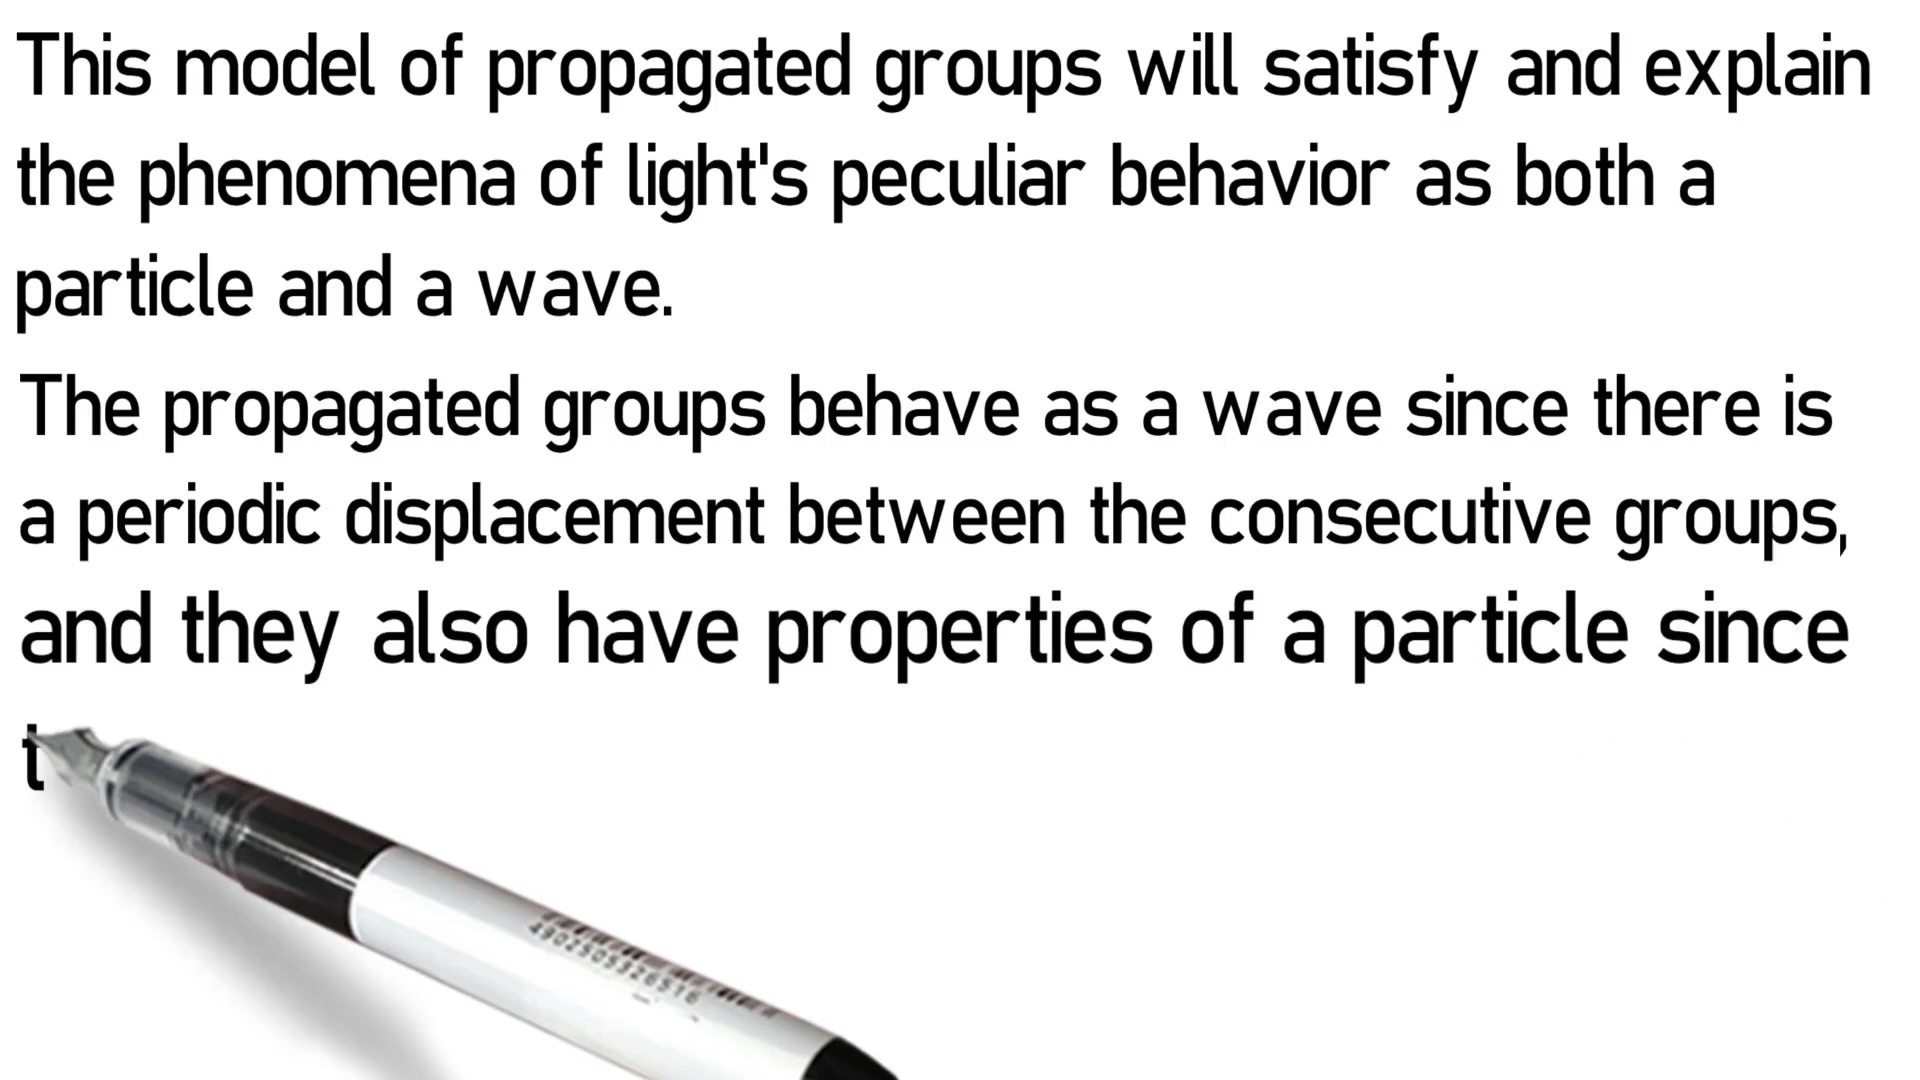 This model of propagated groups will satisfy and explain
the phenomena of light's peculiar behavior as both a
particle and a wave.
The propagated groups behave as a wave since there is
a periodic displacement between the consecutive groups,
and they also have properties of a particle since
t
4902505326516